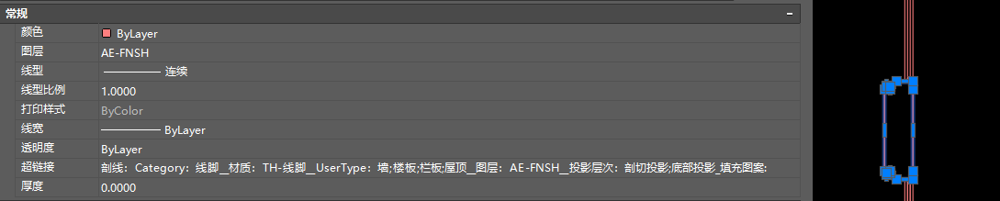 常规
颜色 ByLayer
图层 AE-FNSH
线型 连续
线型比例 1.0000
打印样式 ByColor
线宽 ByLayer
透明度 ByLayer
超链接 剖线：Category：线脚__材质：TH-线脚__UserType：墙;楼板;栏板;屋顶__图层：AE-FNSH__投影层次：剖切投影;底部投影_填充图案:
厚度 0.0000